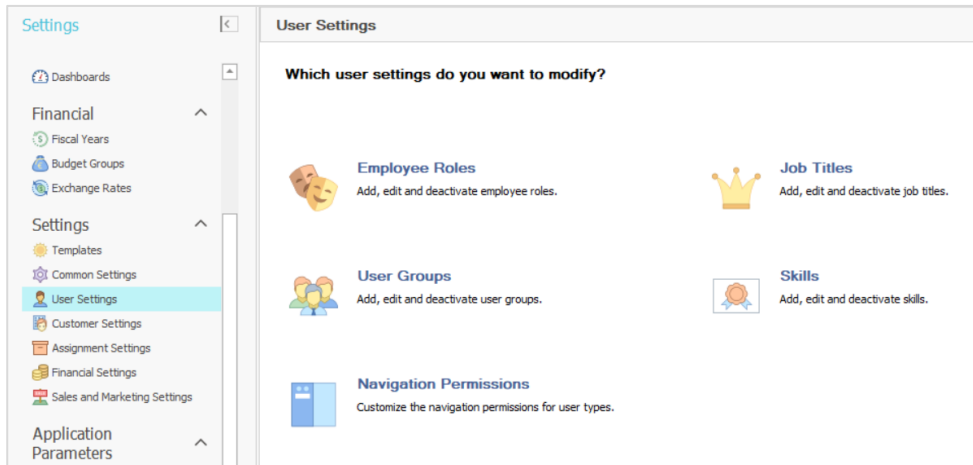 Settings
Dashboards
Financial
Fiscal Years
Budget Groups
Exchange Rates
Settings
Templates
Common Settings
User Settings
Customer Settings
Assignment Settings
Financial Settings
Sales and Marketing Settings
Application
Parameters
User Settings
Which user settings do you want to modify?
Employee Roles
Add, edit and deactivate employee roles.
Job Titles
Add, edit and deactivate job titles.
User Groups
Add, edit and deactivate user groups.
Skills
Add, edit and deactivate skills.
Navigation Permissions
Customize the navigation permissions for user types.